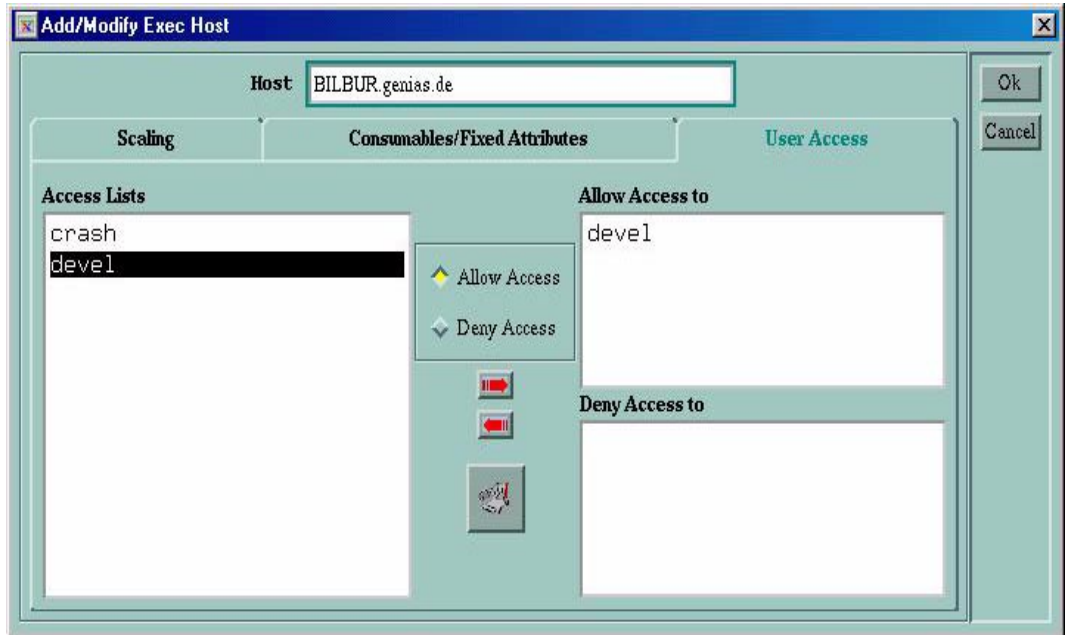 Add/Modify Exec Host
Host BILBUR.genias.de
Ok
Cancel
Scaling Consumables/Fixed Attributes User Access
Access Lists
crash
devel
Allow Access
Deny Access
Allow Access to
devel
Deny Access to